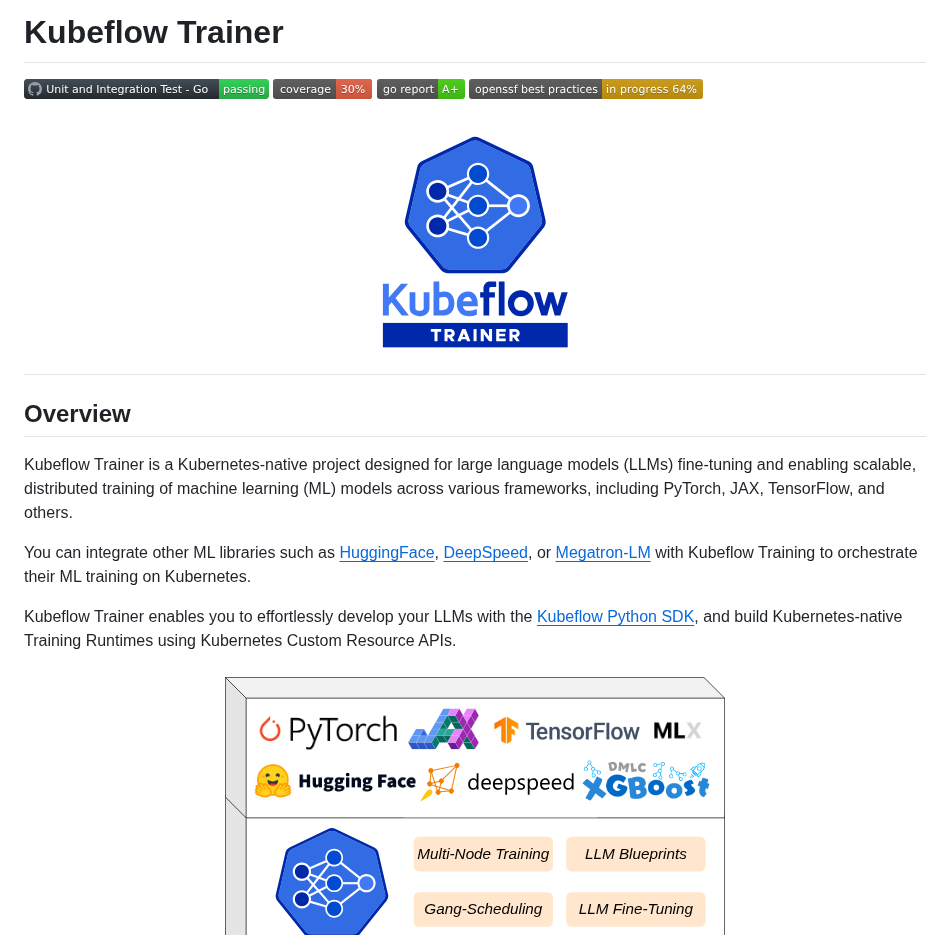 Kubeflow Trainer
Unit and Integration Test - Go passing coverage 30% go report A+ openssf best practices in progress 64%
Kubeflow
TRAINER
Overview
Kubeflow Trainer is a Kubernetes-native project designed for large language models (LLMs) fine-tuning and enabling scalable,
distributed training of machine learning (ML) models across various frameworks, including PyTorch, JAX, TensorFlow, and
others.
You can integrate other ML libraries such as HuggingFace, DeepSpeed, or Megatron-LM with Kubeflow Training to orchestrate
their ML training on Kubernetes.
Kubeflow Trainer enables you to effortlessly develop your LLMs with the Kubeflow Python SDK, and build Kubernetes-native
Training Runtimes using Kubernetes Custom Resource APIs.
PyTorch JAX TensorFlow MLX
Hugging Face deepspeed DMLC XGBoost
Multi-Node Training LLM Blueprints
Gang-Scheduling LLM Fine-Tuning